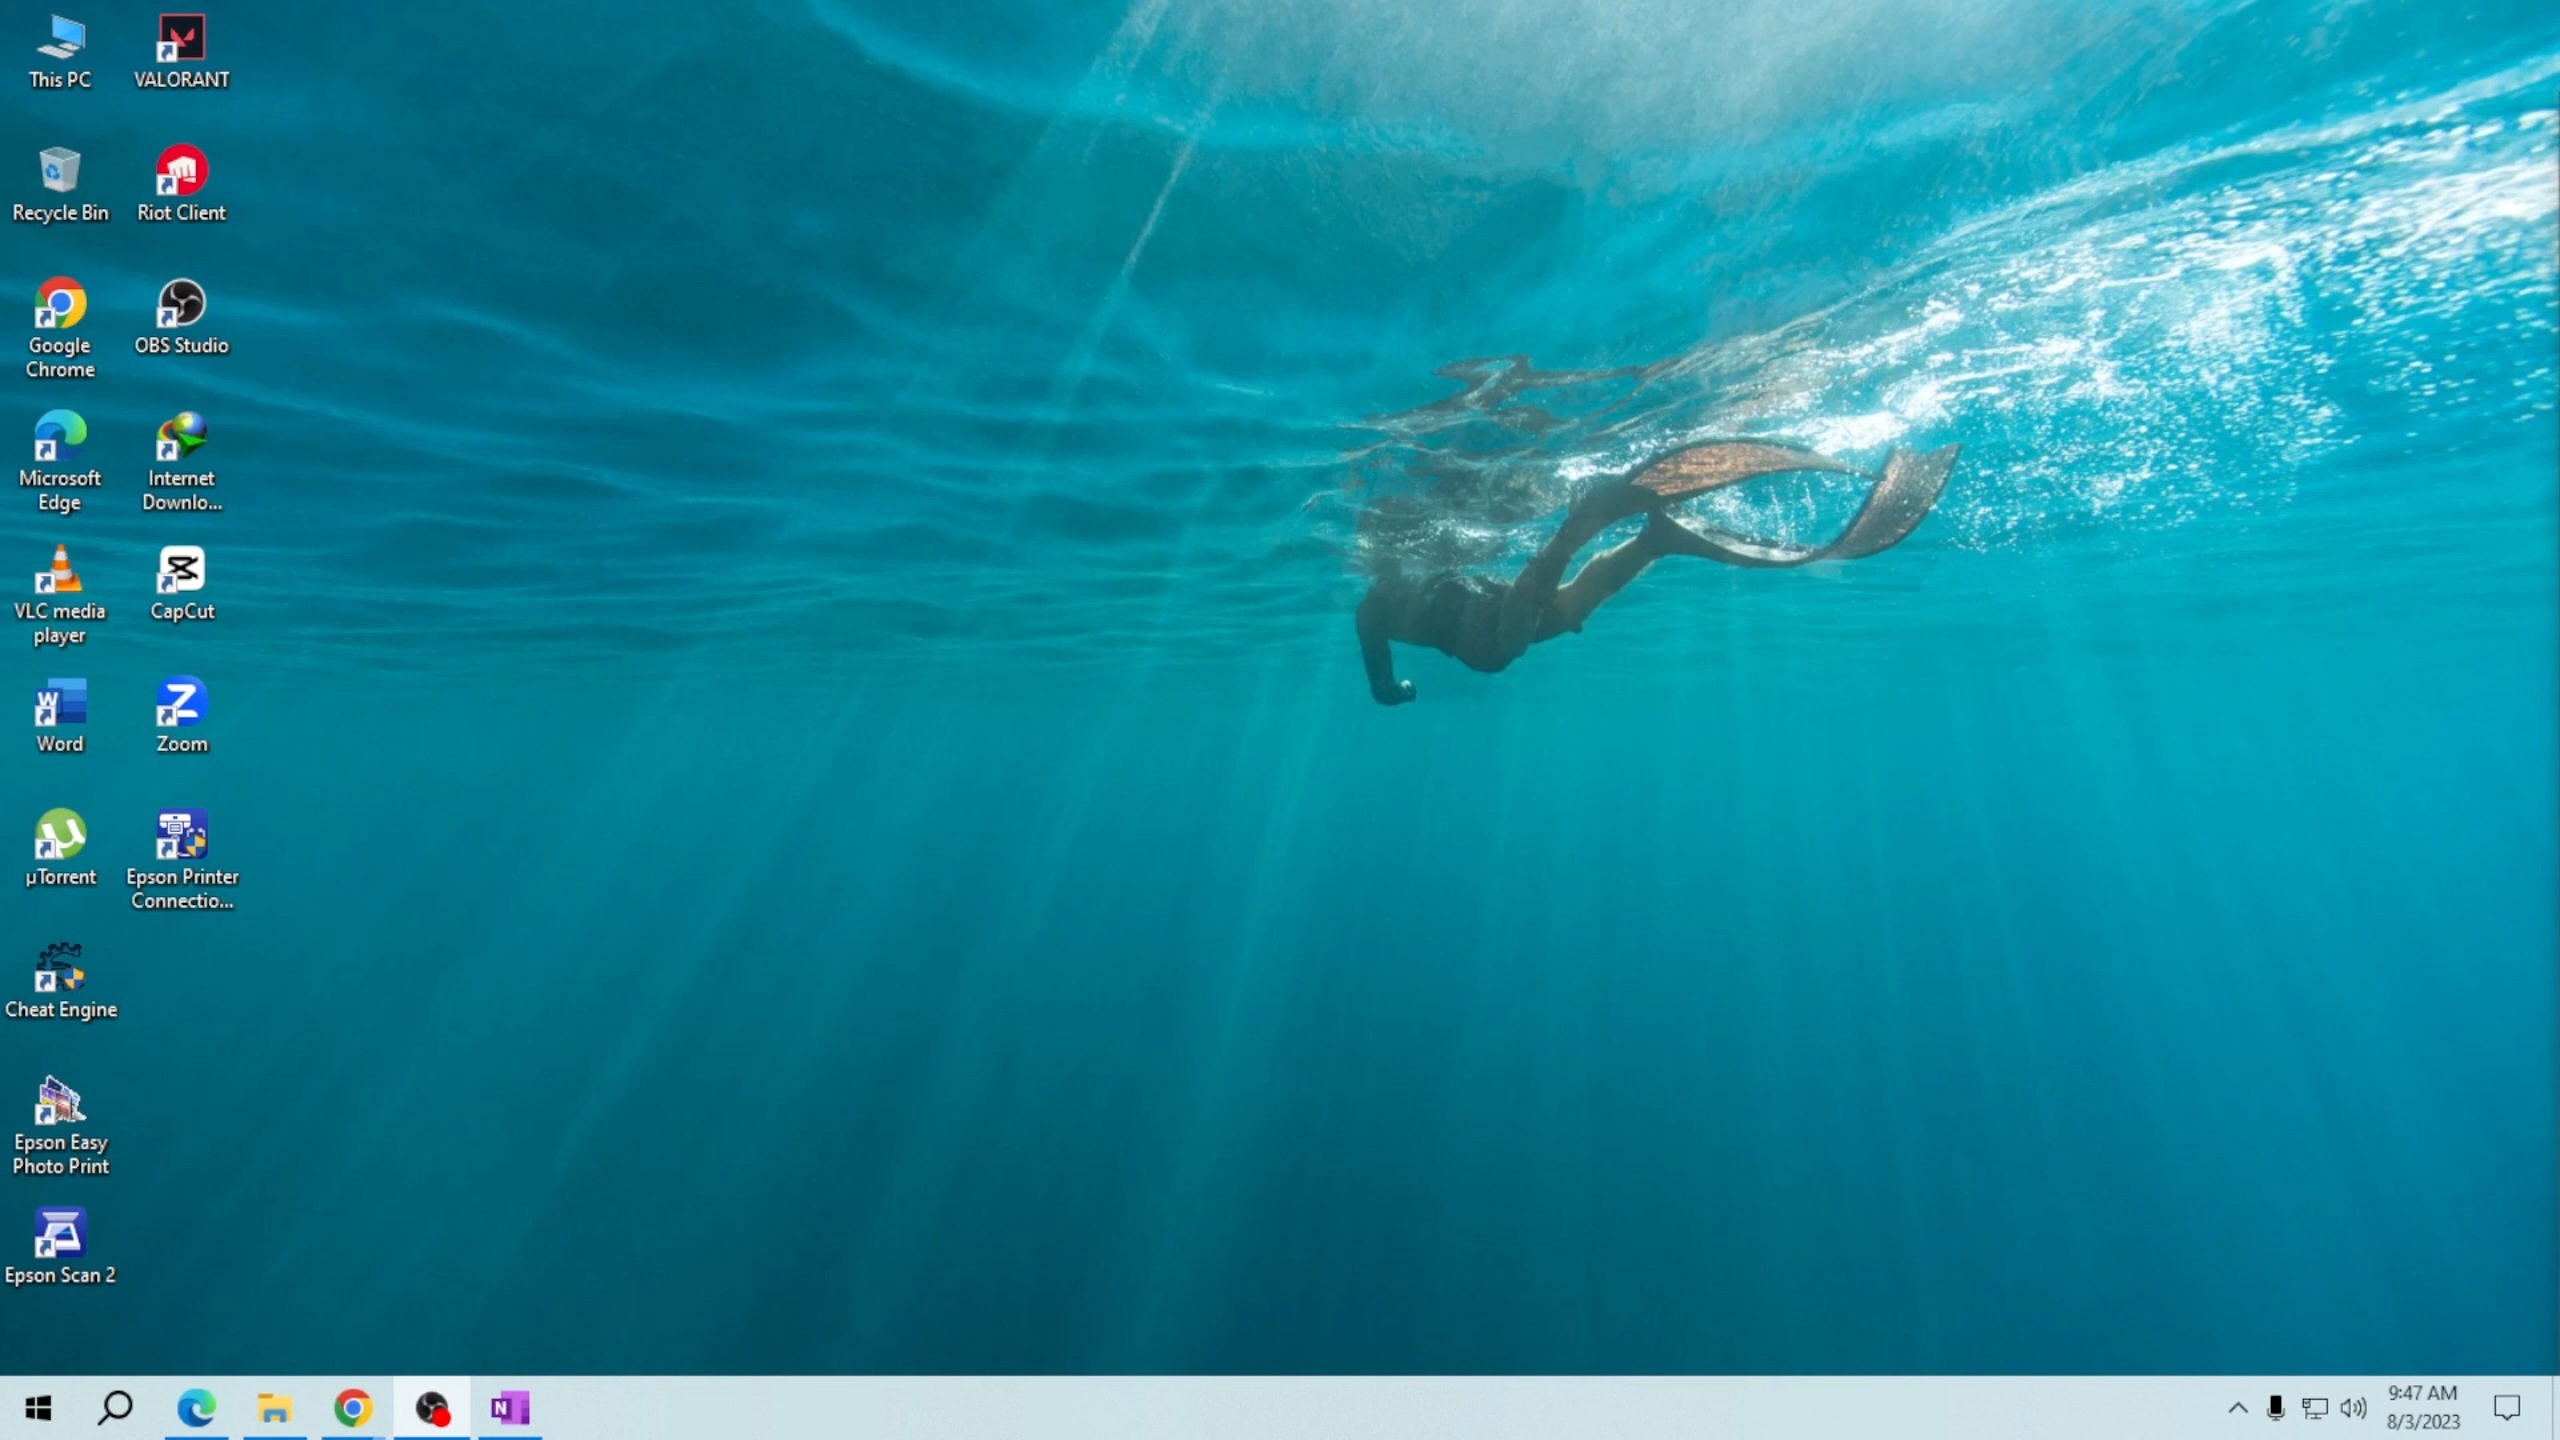 This PC
VALORANT
Recycle Bin
Riot Client
Google
Chrome
OBS Studio
Microsoft
Edge
Internet
Downlo...
VLC media
player
CapCut
W
Word
Z
Zoom
µTorrent
Epson Printer
Connectio...
Cheat Engine
Epson Easy
Photo Print
Epson Scan 2
N
9:47 AM
8/3/2023